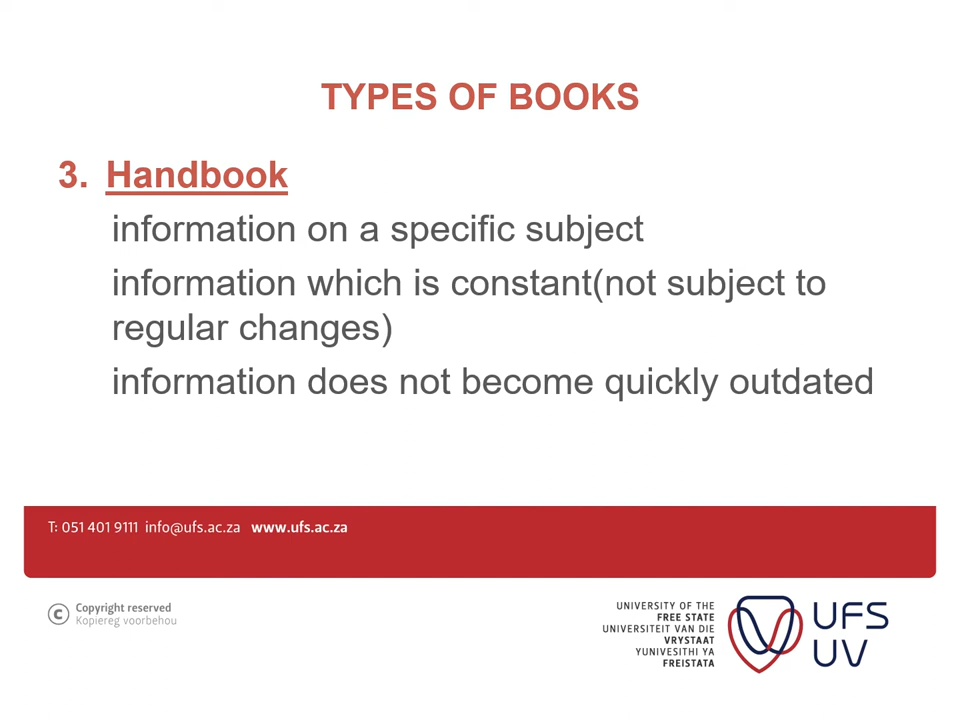 TYPES OF BOOKS
3. Handbook
information on a specific subject
information which is constant(not subject to
regular changes)
information does not become quickly outdated
T: 051 401 9111 info@ufs.ac.za www.ufs.ac.za
© Copyright reserved
Kopiereg voorbehou
UNIVERSITY OF THE
FREE STATE
UNIVERSITEIT VAN DIE
VRYSTAAT
YUNIVESITHI YA
FREISTATA
UFS
UV